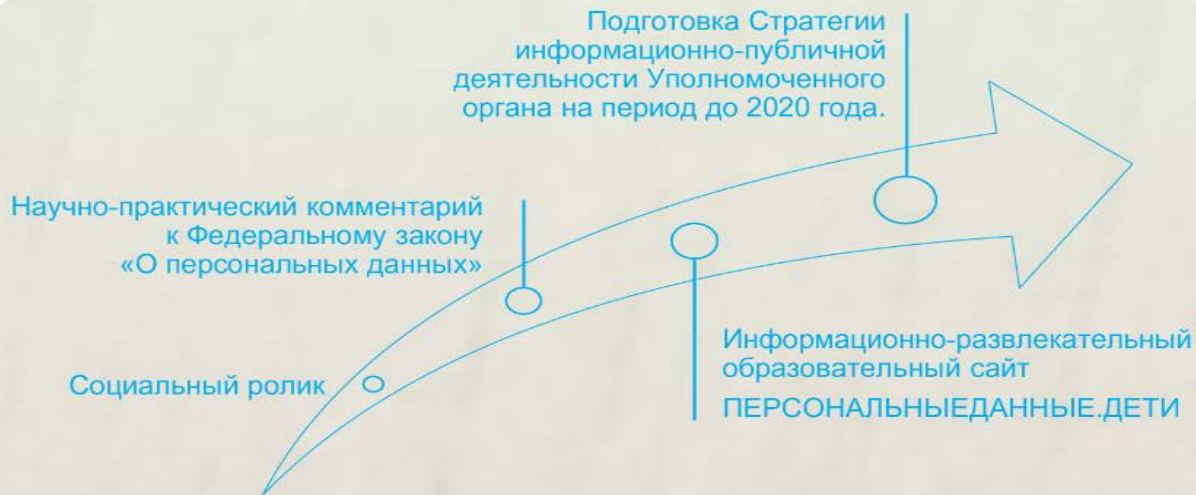 Подготовка Стратегии
информационно-публичной
деятельности Уполномоченного
органа на период до 2020 года.
Научно-практический комментарий
к Федеральному закону
«О персональных данных»
Социальный ролик
Информационно-развлекательный
образовательный сайт
ПЕРСОНАЛЬНЫЕДАННЫЕ.ДЕТИ